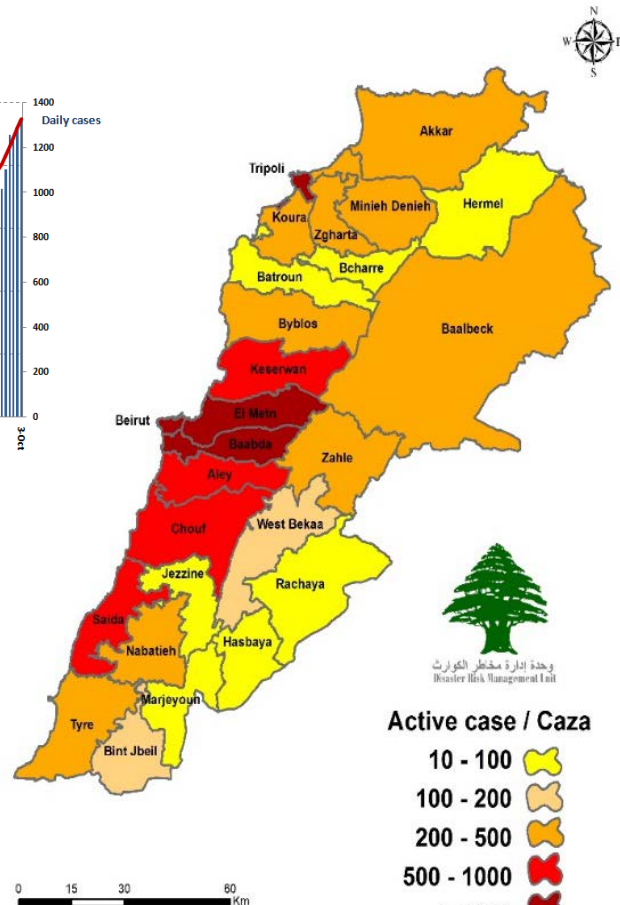 N
W
S
1400
Daily cases
1200
1000
800
600
400
200
0
3-Oct
Akkar
Tripoli
Hermel
Minieh Denieh
Koura
Zgharta
Bcharre
Batroun
Byblos
Baalbeck
Keserwan
El Metn
Beirut
Baabda
Zahle
Aley
West Bekaa
Chouf
Jezzine
Rachaya
Saida
Hasbaya
Nabatieh
Marjeyoun
Tyre
Bint Jbeil
وحدة إدارة مخاطر الكوارث
Disaster Risk Management Unit
Active case / Caza
10 - 100
100 - 200
200 - 500
500 - 1000
0 15 30 60
Km